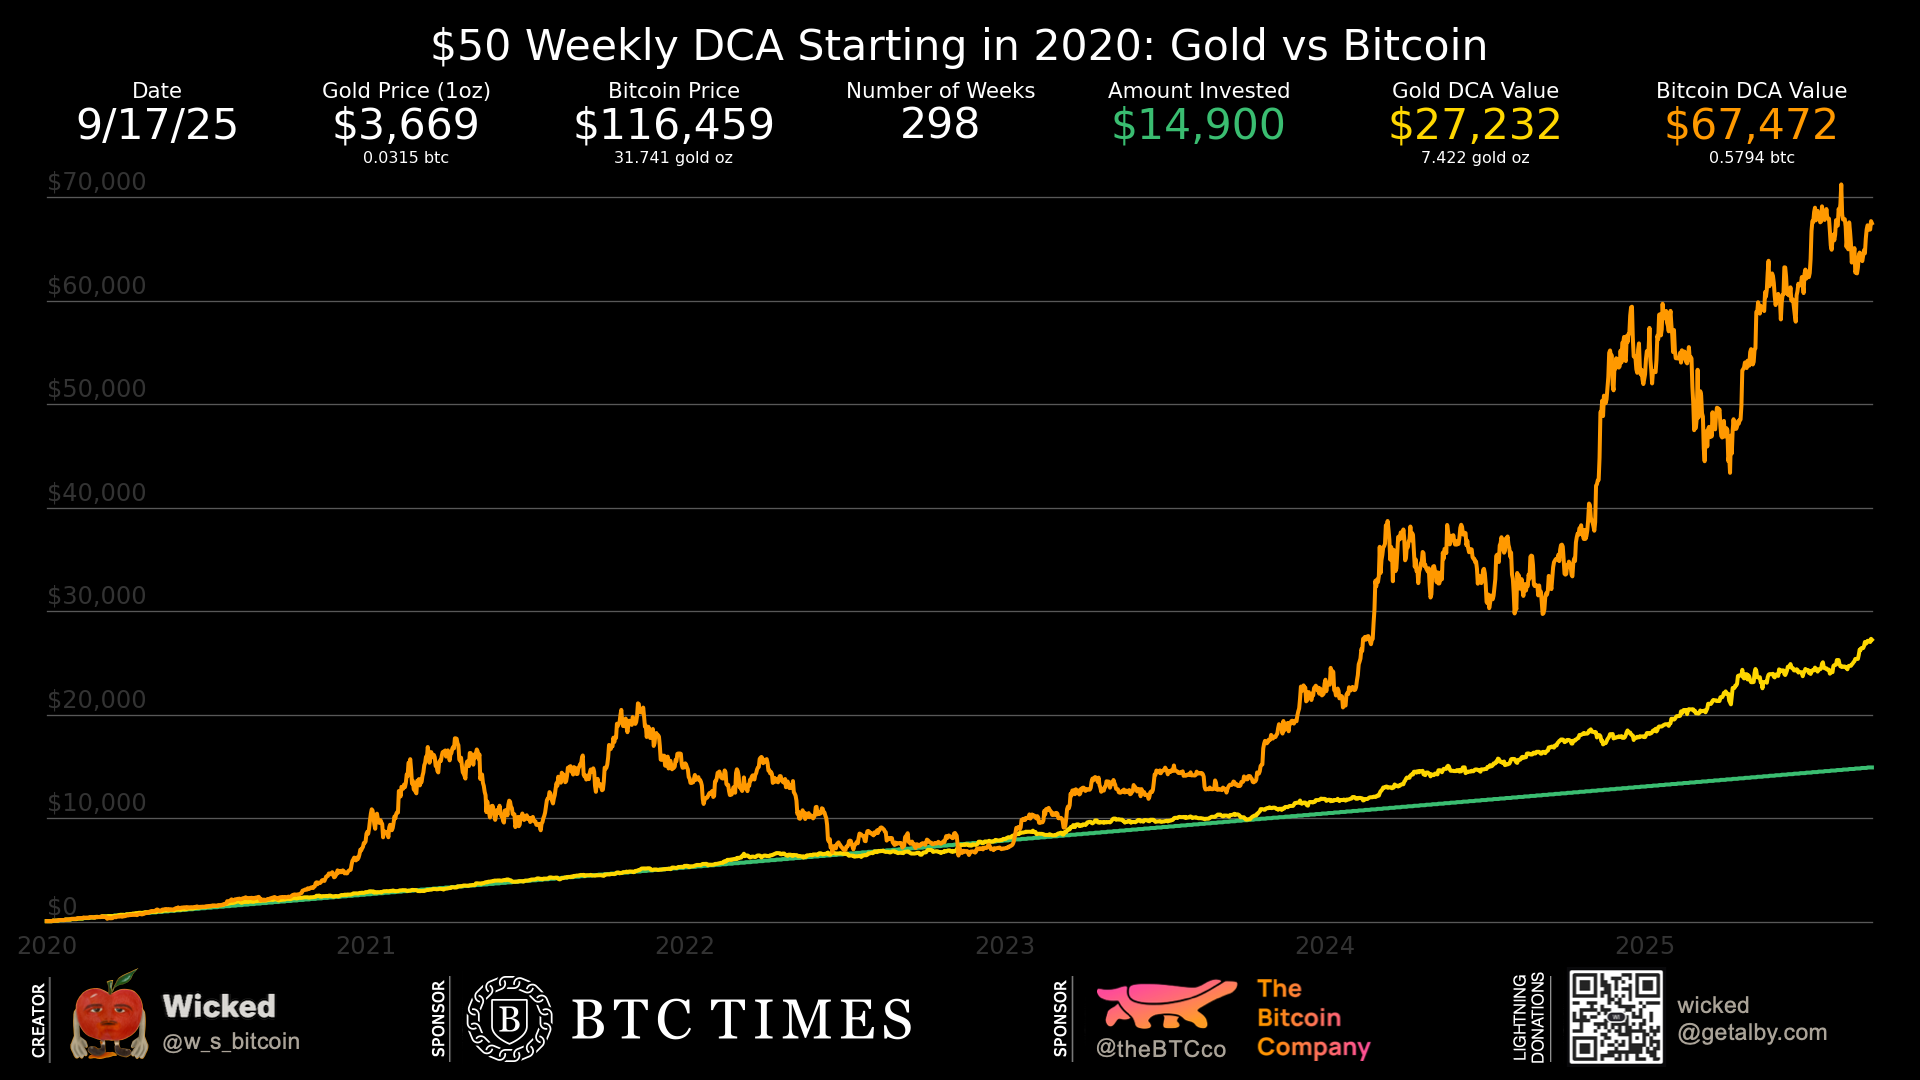 $50 Weekly DCA Starting in 2020: Gold vs Bitcoin
Date
9/17/25
Gold Price (1oz)
$3,669
0.0315 btc
Bitcoin Price
$116,459
31.741 gold oz
Number of Weeks
298
Amount Invested
$14,900
Gold DCA Value
$27,232
7.422 gold oz
Bitcoin DCA Value
$67,472
0.5794 btc
$70,000
$60,000
$50,000
$40,000
$30,000
$20,000
$10,000
$0
2020
2021
2022
2023
2024
2025
CREATOR
Wicked
@w_s_bitcoin
SPONSOR
B
BTC TIMES
SPONSOR
@theBTCco
The
Bitcoin
Company
LIGHTNING
DONATIONS
wicked
@getalby.com